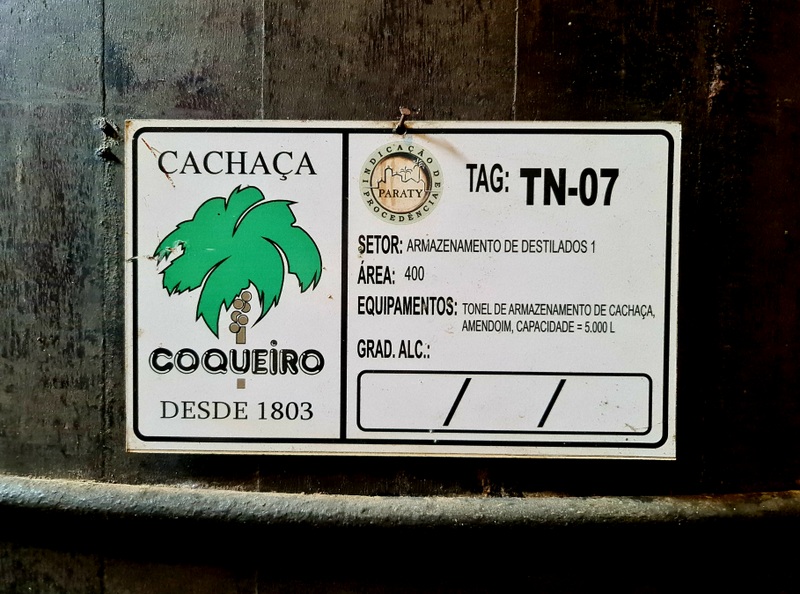 CACHAÇA
COQUEIRO
DESDE 1803
INDICAÇÃO DE PROCEDÊNCIA
PARATY
TAG: TN-07
SETOR: ARMAZENAMENTO DE DESTILADOS 1
ÁREA: 400
EQUIPAMENTOS: TONEL DE ARMAZENAMENTO DE CACHAÇA,
AMENDOIM, CAPACIDADE = 5.000 L
GRAD. ALC.:
/ /